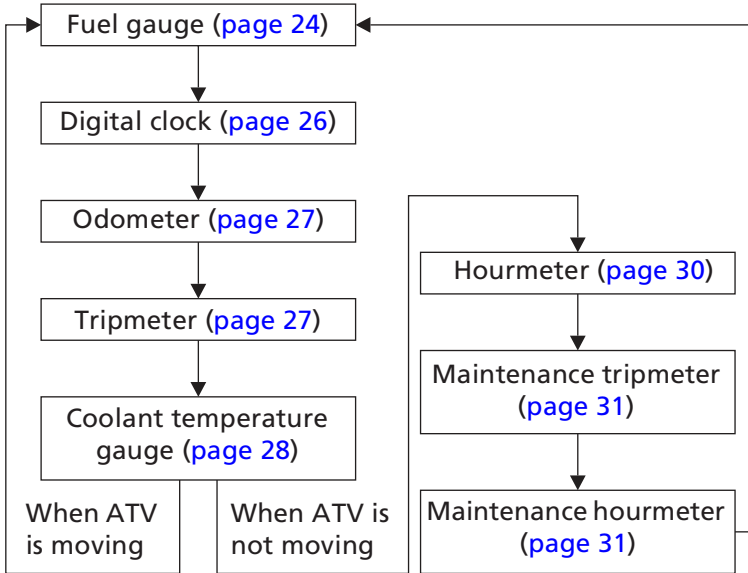 Fuel gauge (page 24)
Digital clock (page 26)
Odometer (page 27)
Tripmeter (page 27)
Coolant temperature
gauge (page 28)
When ATV
is moving
When ATV is
not moving
Hourmeter (page 30)
Maintenance tripmeter
(page 31)
Maintenance hourmeter
(page 31)